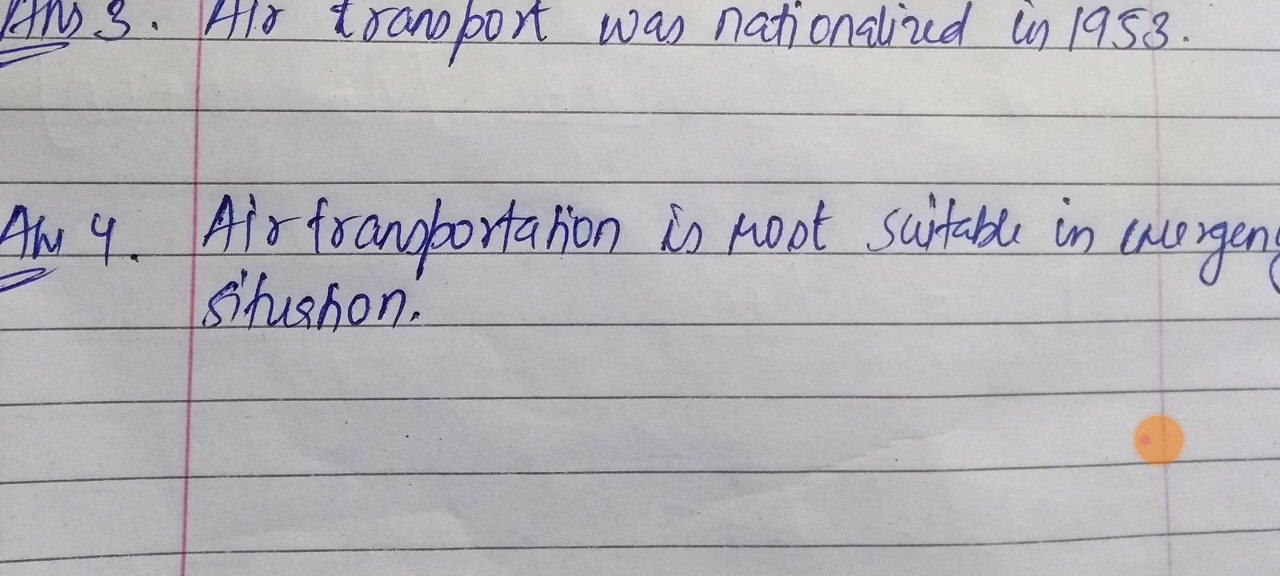 Ans 3. Air transport was nationalized in 1953.
Ans 4. Air transportation is most suitable in emergen
situation.